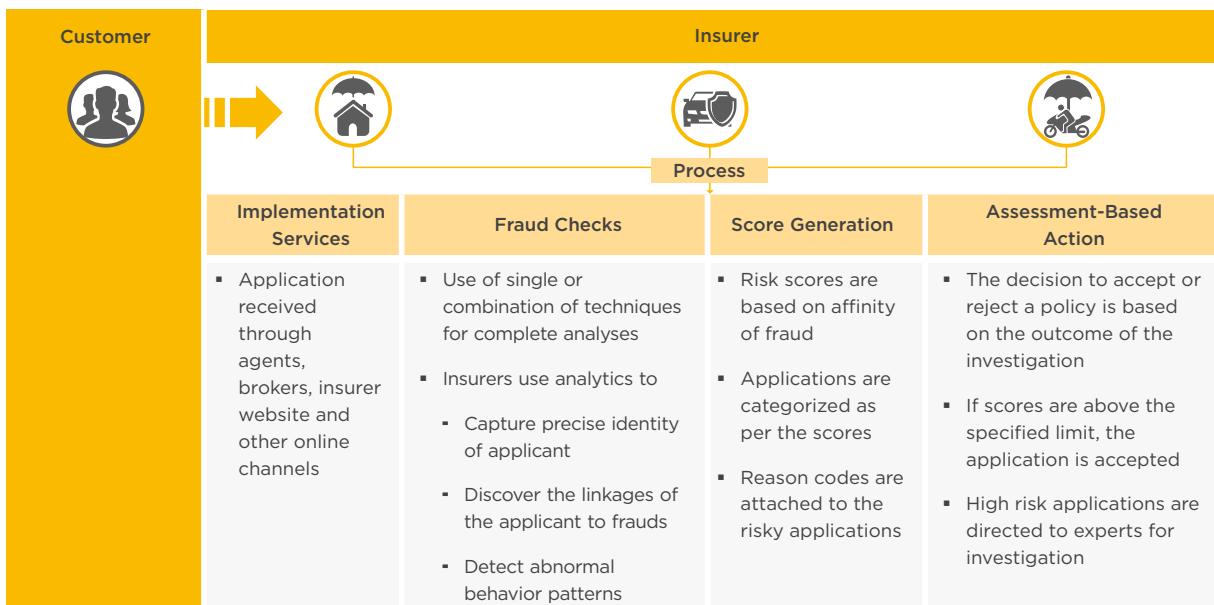 Customer
Insurer
Process
Implementation
Services
▪ Application
received
through
agents,
brokers, insurer
website and
other online
channels
Fraud Checks
▪ Use of single or
combination of techniques
for complete analyses
▪ Insurers use analytics to
- Capture precise identity
of applicant
- Discover the linkages of
the applicant to frauds
- Detect abnormal
behavior patterns
Score Generation
▪ Risk scores are
based on affinity
of fraud
▪ Applications are
categorized as
per the scores
▪ Reason codes are
attached to the
risky applications
Assessment-Based
Action
▪ The decision to accept or
reject a policy is based
on the outcome of the
investigation
▪ If scores are above the
specified limit, the
application is accepted
▪ High risk applications are
directed to experts for
investigation